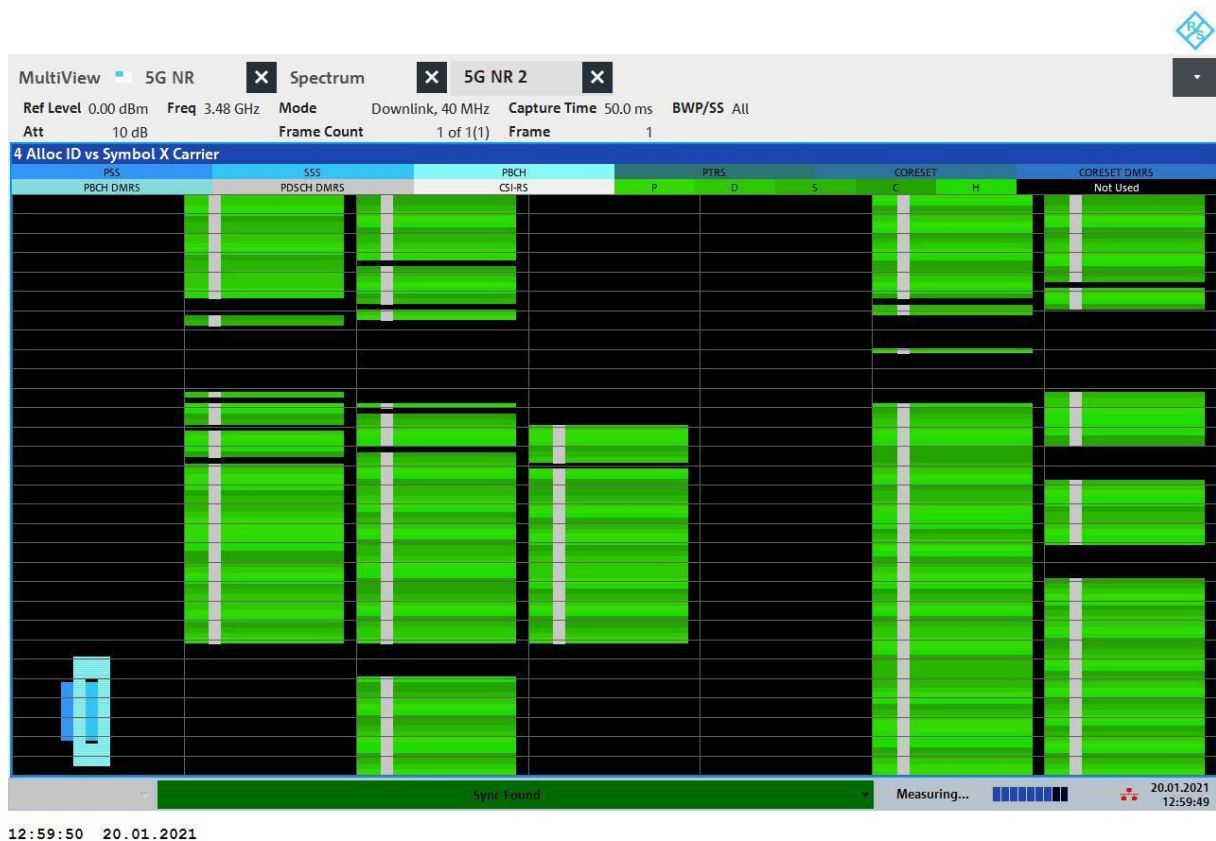 R&S
MultiView 5G NR X Spectrum X 5G NR 2 X
Ref Level 0.00 dBm Freq 3.48 GHz Mode Downlink, 40 MHz Capture Time 50.0 ms BWP/SS All
Att 10 dB Frame Count 1 of 1(1) Frame 1
4 Alloc ID vs Symbol X Carrier
PSS SSS PBCH PTRS CORESET CORESET DMRS
PBCH DMRS PDSCH DMRS CSI-RS P D S C H Not Used
Sync Found Measuring... 20.01.2021
12:59:49
12:59:50 20.01.2021